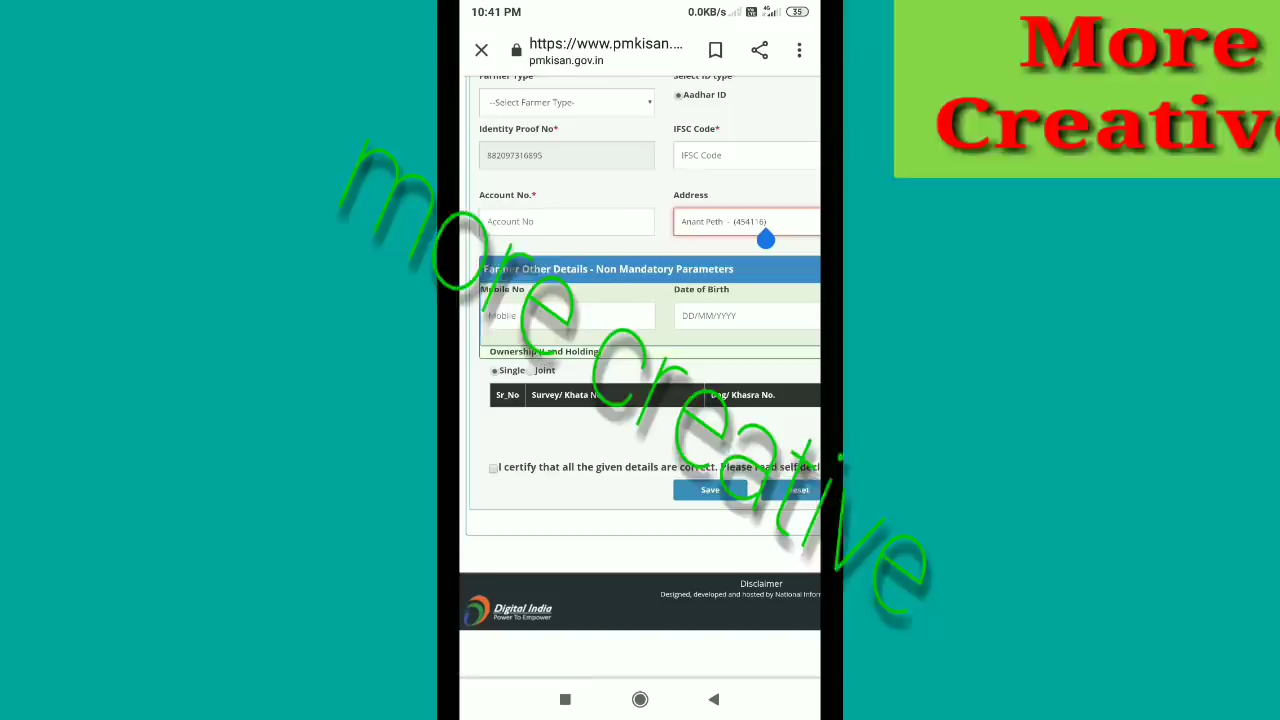 10:41 PM 0.0KB/s 4G 35
More
Creative
https://www.pmkisan....
pmkisan.gov.in
Farmer Type Select ID type*
--Select Farmer Type- Aadhar ID
Identity Proof No* IFSC Code*
882097316895 IFSC Code
Account No.* Address
Account No Anant Peth - (454116)
Farmer Other Details - Non Mandatory Parameters
Mobile No Date of Birth
Mobile DD/MM/YYYY
Ownership (Land Holding)
Single Joint
Sr_No Survey/ Khata No. Dag/ Khasra No.
I certify that all the given details are correct. Please read self decl
Save Reset
more creative
Disclaimer
Designed, developed and hosted by National Inforn
Digital India
Power To Empower